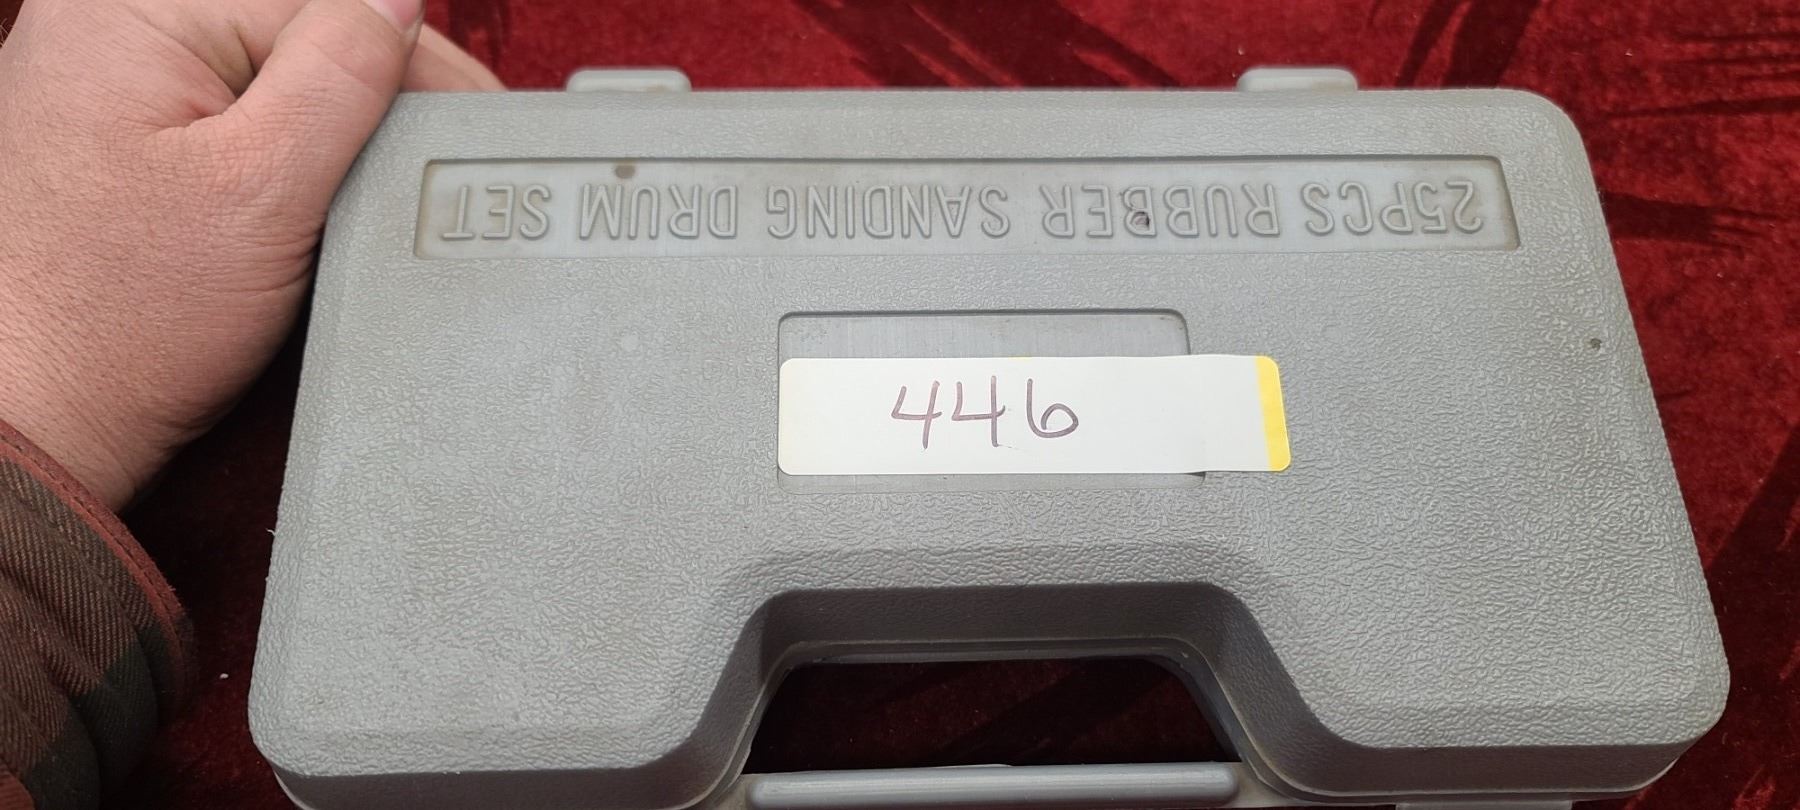 25PCS RUBBER SANDING DRUM SET
446